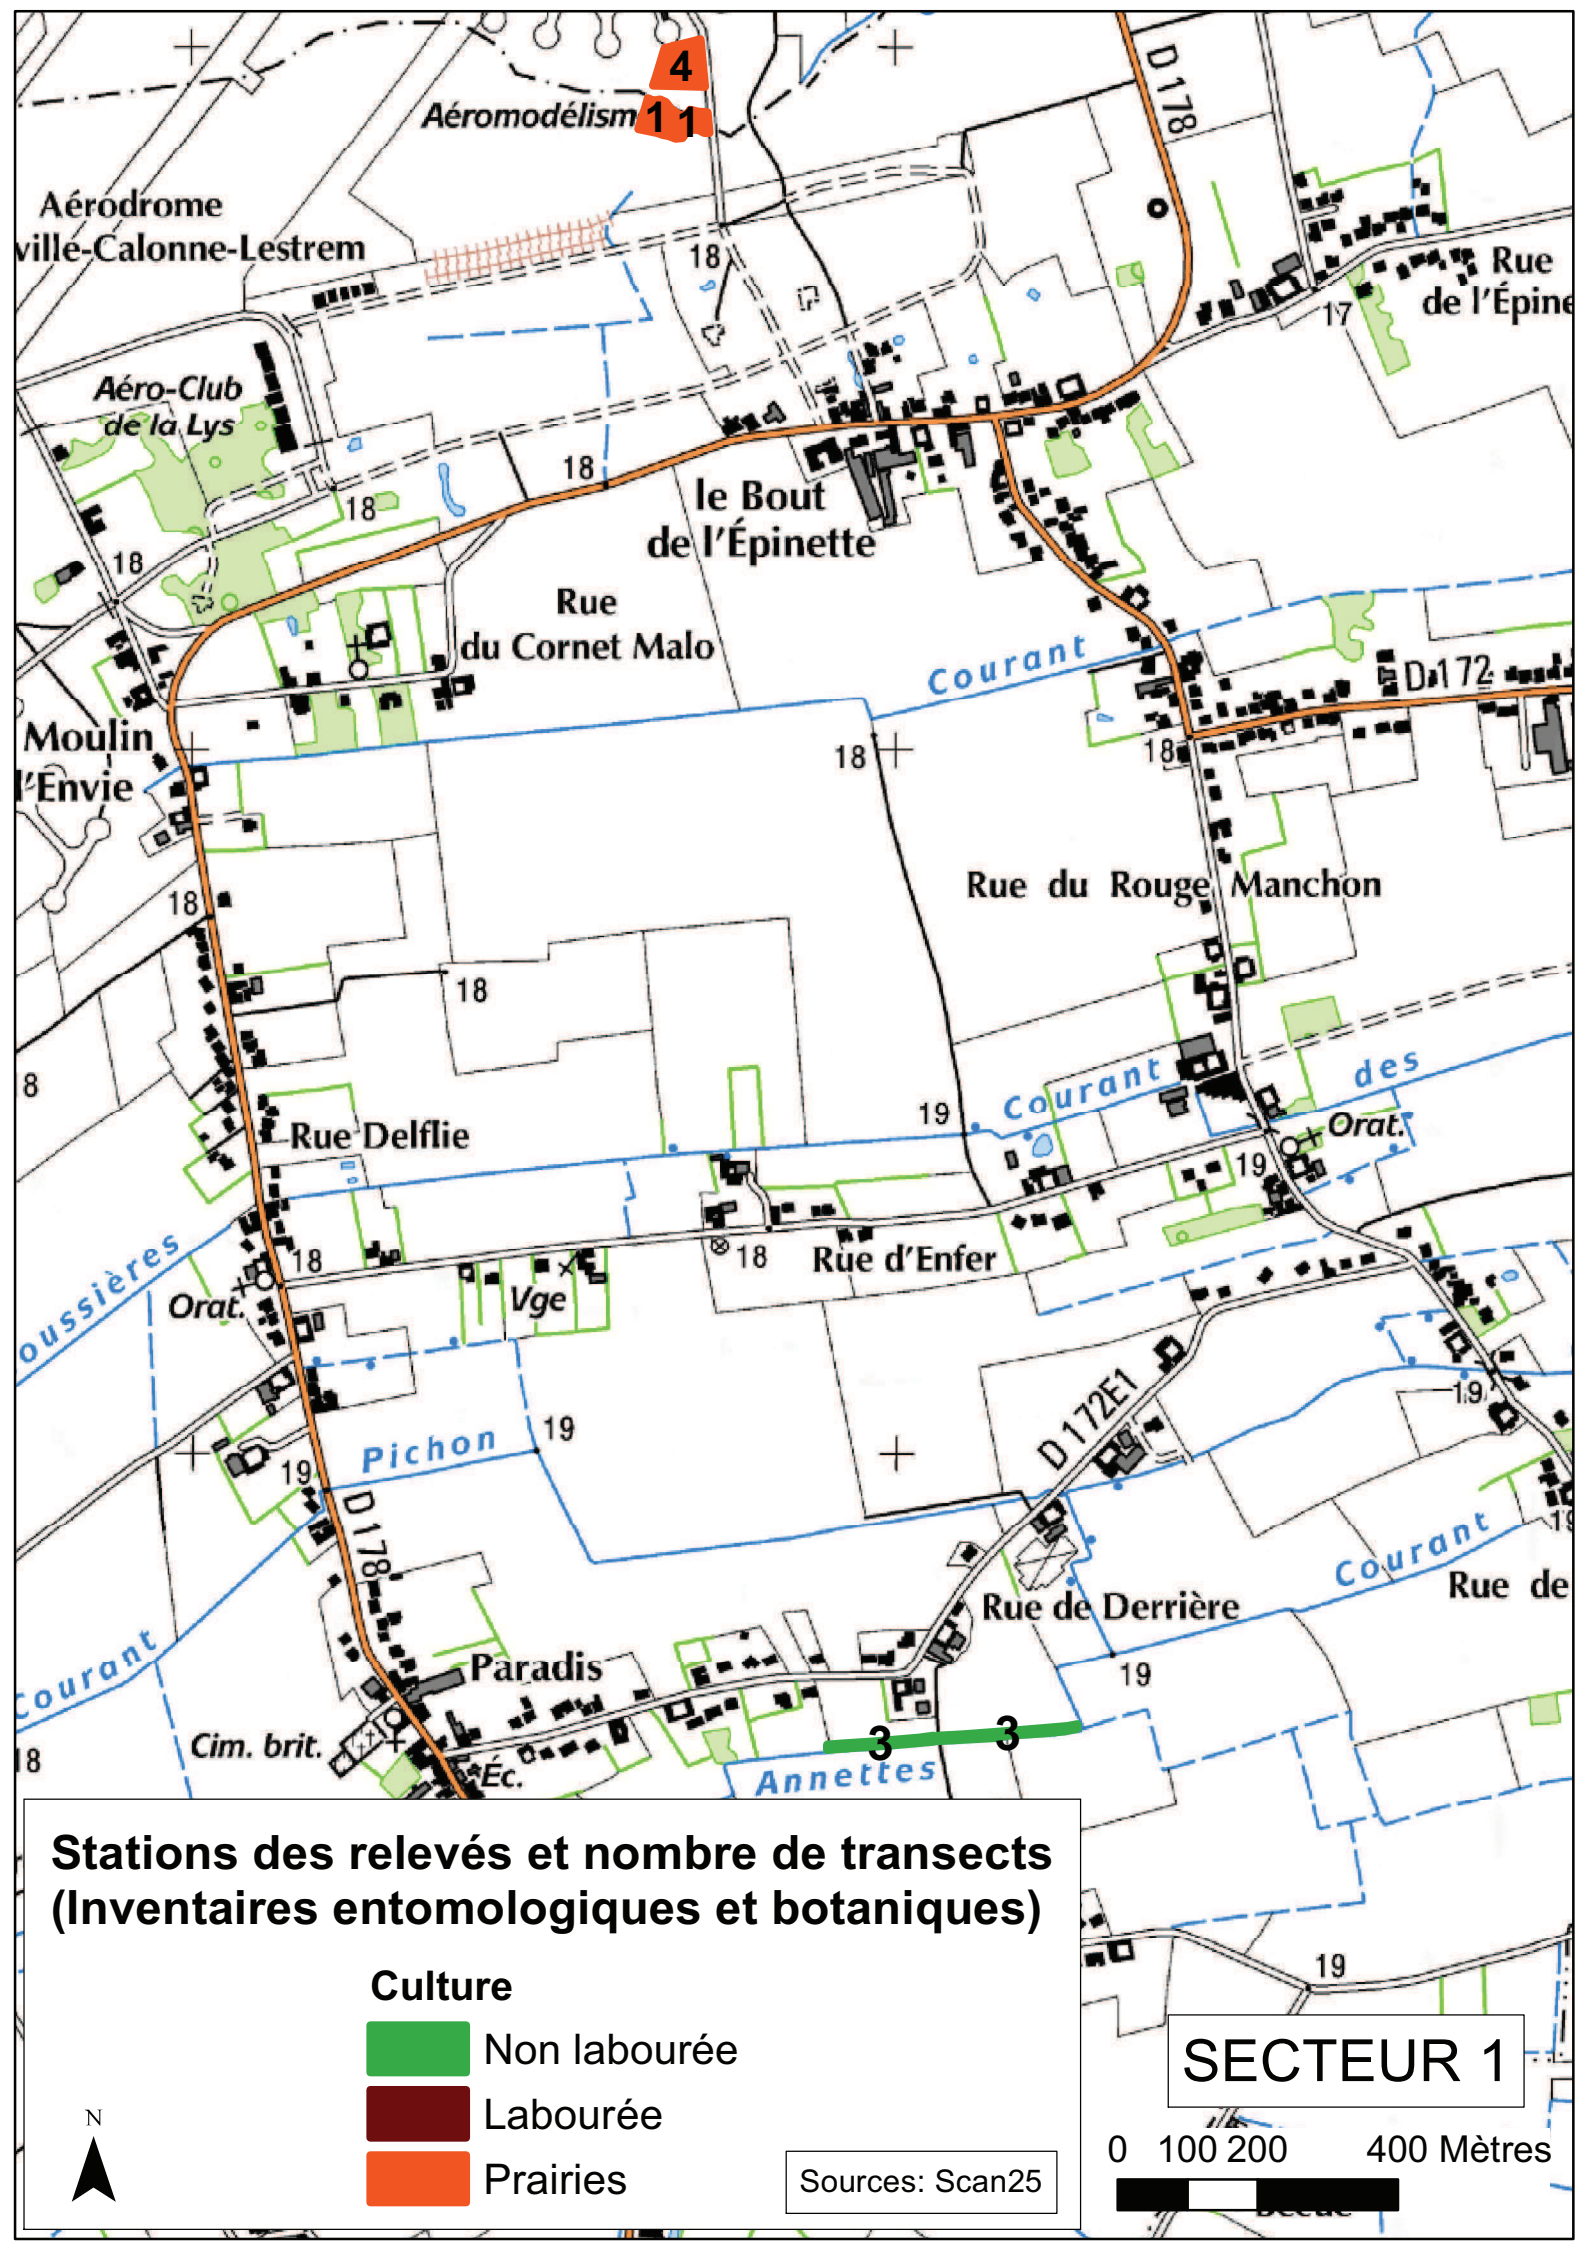 4
Aéromodélism
1
1
D 178
Aérodrome
ville-Calonne-Lestrem
18
Rue
de l'Épine
17
Aéro-Club
de la Lys
18
18
le Bout
de l'Épinette
18
Rue
du Cornet Malo
Courant
D 172
Moulin
l'Envie
18
18
Rue du Rouge Manchon
18
18
8
Courant
des
19
Orat.
Rue Delflie
19
oussières
18
18
Rue d'Enfer
Orat.
Vge
D 172E1
19
Pichon
19
19
D 178
Courant
19
Rue de
Rue de Derrière
Courant
Paradis
19
Cim. brit.
3
3
18
Éc.
Annettes
Stations des relevés et nombre de transects
(Inventaires entomologiques et botaniques)
Culture
Non labourée
Labourée
Prairies
N
Sources: Scan25
19
SECTEUR 1
0 100 200 400 Mètres